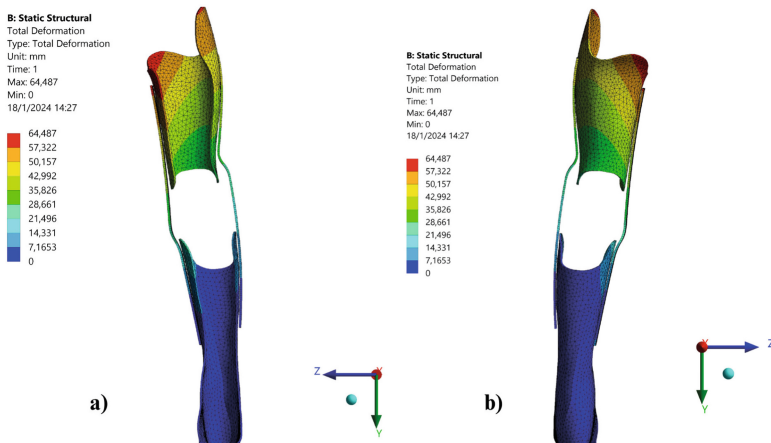 B: Static Structural
Total Deformation
Type: Total Deformation
Unit: mm
Time: 1
Max: 64,487
Min: 0
18/1/2024 14:27
64,487
57,322
50,157
42,992
35,826
28,661
21,496
14,331
7,1653
0
a)
Z
X
Y
B: Static Structural
Total Deformation
Type: Total Deformation
Unit: mm
Time: 1
Max: 64,487
Min: 0
18/1/2024 14:27
64,487
57,322
50,157
42,992
35,826
28,661
21,496
14,331
7,1653
0
b)
X
Z
Y